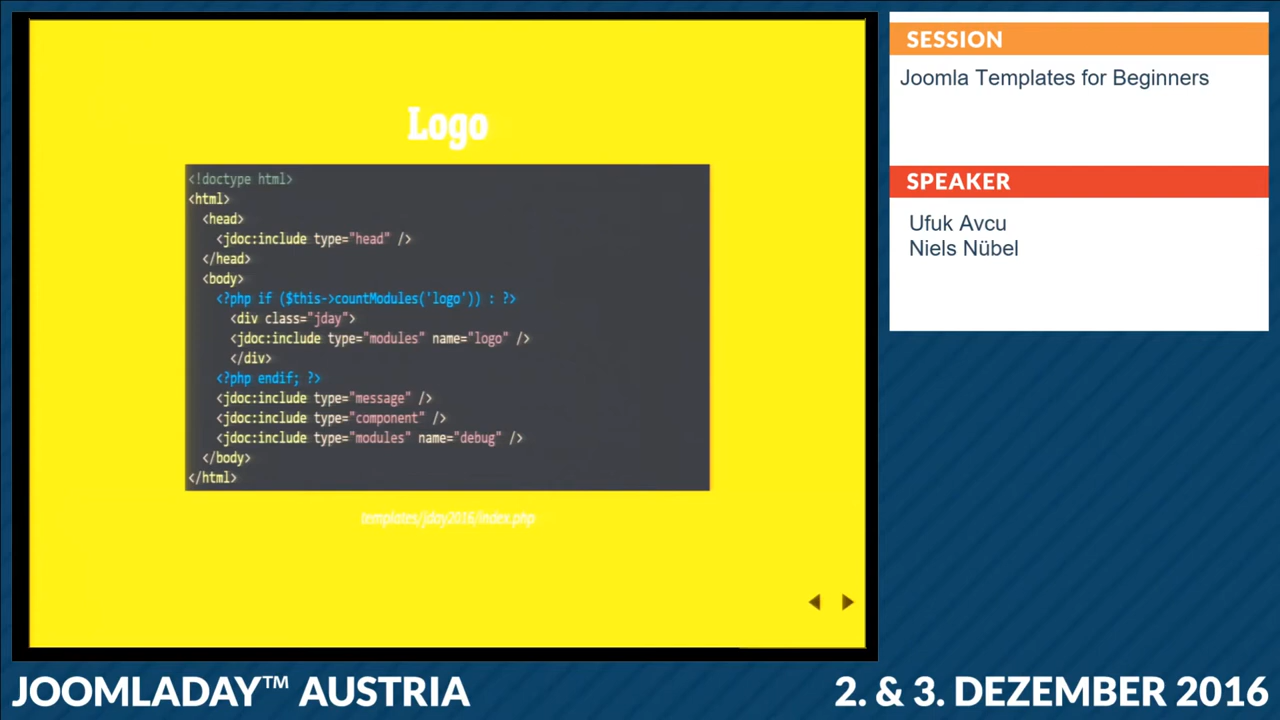 Logo
<!doctype html>
<html>
<head>
<jdoc:include type="head" />
</head>
<body>
<?php if ($this->countModules('logo')) : ?>
<div class="jday">
<jdoc:include type="modules" name="logo" />
</div>
<?php endif; ?>
<jdoc:include type="message" />
<jdoc:include type="component" />
<jdoc:include type="modules" name="debug" />
</body>
</html>
templates/jday2016/index.php
SESSION
Joomla Templates for Beginners
SPEAKER
Ufuk Avcu
Niels Nübel
JOOMLADAY™ AUSTRIA
2. & 3. DEZEMBER 2016